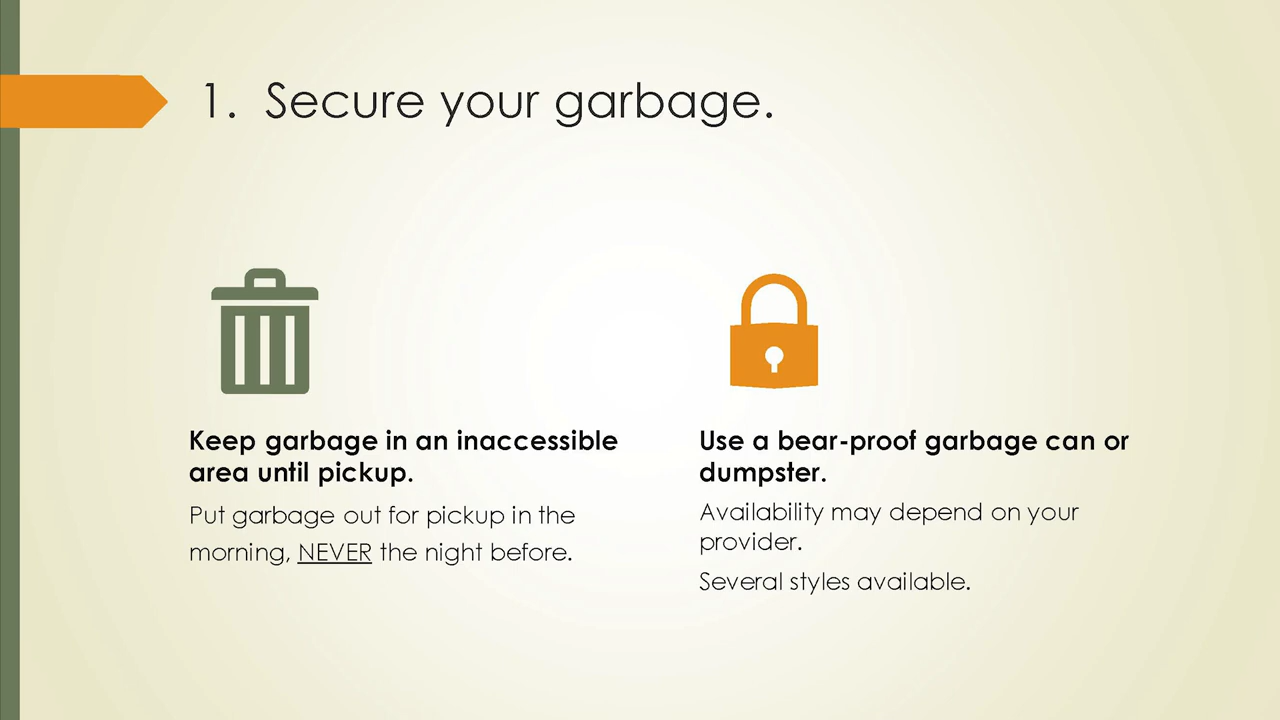 1. Secure your garbage.
Keep garbage in an inaccessible
area until pickup.
Put garbage out for pickup in the
morning, NEVER the night before.
Use a bear-proof garbage can or
dumpster.
Availability may depend on your
provider.
Several styles available.